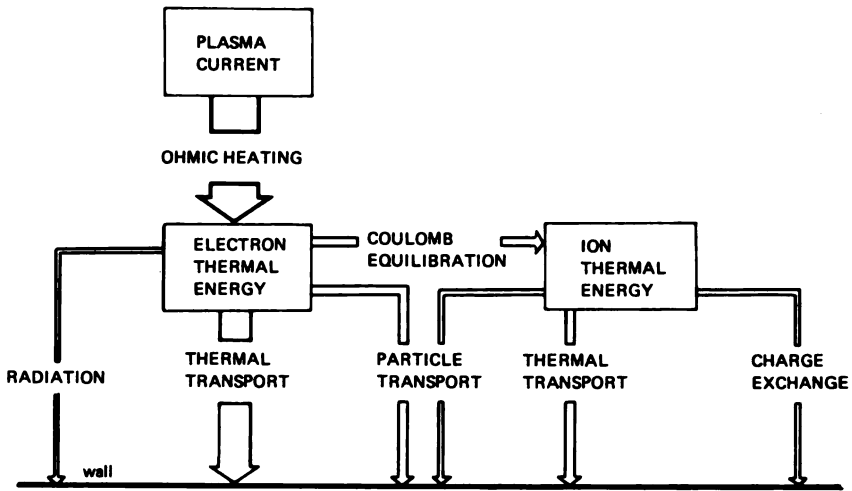 PLASMA
CURRENT
OHMIC HEATING
ELECTRON
THERMAL
ENERGY
COULOMB
EQUILIBRATION
ION
THERMAL
ENERGY
RADIATION
THERMAL
TRANSPORT
PARTICLE
TRANSPORT
THERMAL
TRANSPORT
CHARGE
EXCHANGE
wall